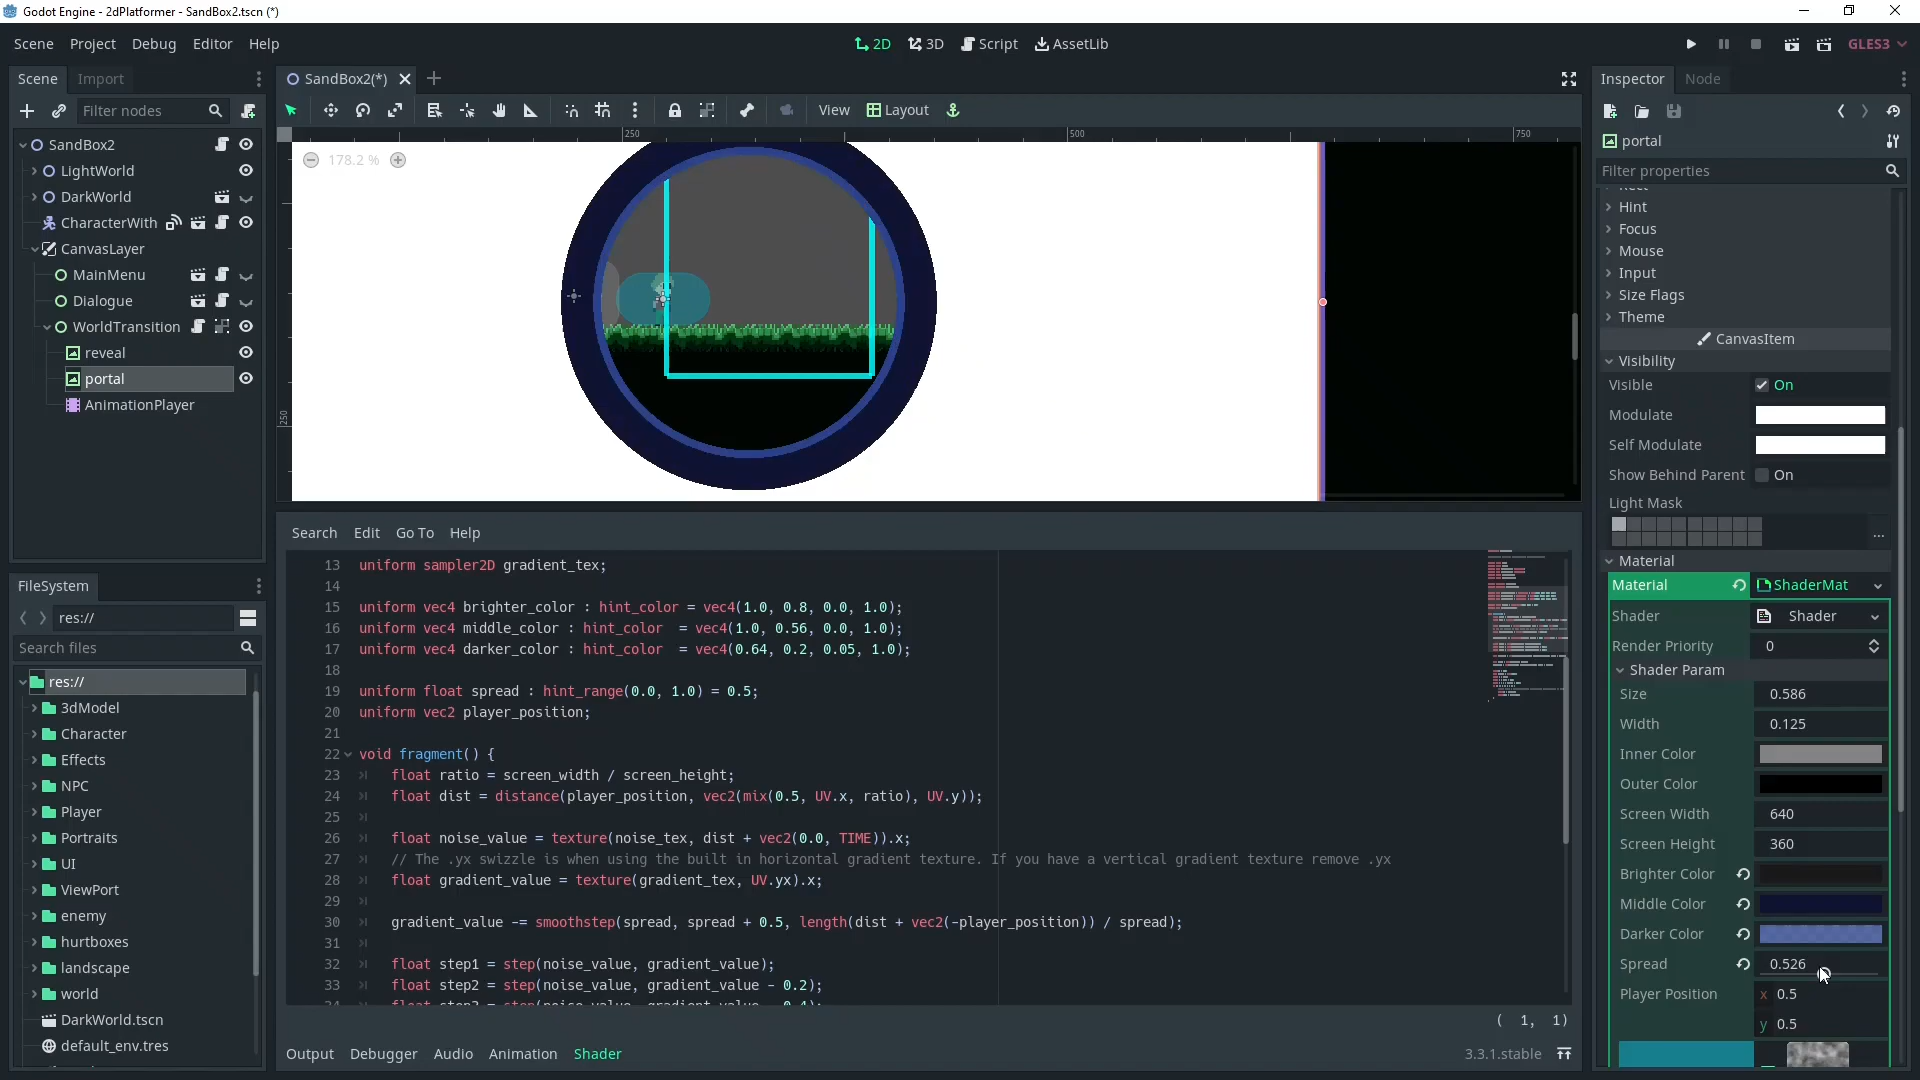 Godot Engine - 2dPlatformer - SandBox2.tscn (*)
Scene Project Debug Editor Help
2D 3D Script AssetLib
GLES3
Scene Import
Filter nodes
SandBox2
LightWorld
DarkWorld
CharacterWith
CanvasLayer
MainMenu
Dialogue
WorldTransition
reveal
portal
AnimationPlayer
FileSystem
res://
Search files
res://
3dModel
Character
Effects
NPC
Player
Portraits
UI
ViewPort
enemy
hurtboxes
landscape
world
DarkWorld.tscn
default_env.tres
SandBox2(*)
View Layout
250 500 750
178.2 %
250
Search Edit Go To Help
13 uniform sampler2D gradient_tex;
14
15 uniform vec4 brighter_color : hint_color = vec4(1.0, 0.8, 0.0, 1.0);
16 uniform vec4 middle_color : hint_color  = vec4(1.0, 0.56, 0.0, 1.0);
17 uniform vec4 darker_color : hint_color  = vec4(0.64, 0.2, 0.05, 1.0);
18
19 uniform float spread : hint_range(0.0, 1.0) = 0.5;
20 uniform vec2 player_position;
21
22 void fragment() {
23 float ratio = screen_width / screen_height;
24 float dist = distance(player_position, vec2(mix(0.5, UV.x, ratio), UV.y));
25
26 float noise_value = texture(noise_tex, dist + vec2(0.0, TIME)).x;
27 // The .yx swizzle is when using the built in horizontal gradient texture. If you have a vertical gradient texture remove .yx
28 float gradient_value = texture(gradient_tex, UV.yx).x;
29
30 gradient_value -= smoothstep(spread, spread + 0.5, length(dist + vec2(-player_position)) / spread);
31
32 float step1 = step(noise_value, gradient_value);
33 float step2 = step(noise_value, gradient_value - 0.2);
34 float step3 = step(noise_value, gradient_value - 0.4);
( 1, 1)
Output Debugger Audio Animation Shader
3.3.1.stable
Inspector Node
portal
Filter properties
Rect
Hint
Focus
Mouse
Input
Size Flags
Theme
CanvasItem
Visibility
Visible On
Modulate
Self Modulate
Show Behind Parent On
Light Mask
...
Material
Material ShaderMat
Shader Shader
Render Priority 0
Shader Param
Size 0.586
Width 0.125
Inner Color
Outer Color
Screen Width 640
Screen Height 360
Brighter Color
Middle Color
Darker Color
Spread 0.526
Player Position x 0.5
y 0.5